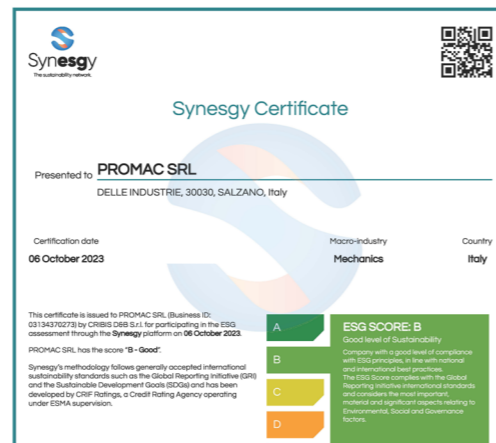 Synesgy
The sustainability network.
Synesgy Certificate
Presented to PROMAC SRL
DELLE INDUSTRIE, 30030, SALZANO, Italy
Certification date
Macro-industry
Country
06 October 2023
Mechanics
Italy
This certificate is issued to PROMAC SRL (Business ID:
03134370273) by CRIBIS D&B S.r.l. for participating in the ESG
assessment through the Synesgy platform on 06 October 2023.
PROMAC SRL has the score "B - Good".
Synesgy's methodology follows generally accepted international
sustainability standards such as the Global Reporting Initiative (GRI)
and the Sustainable Development Goals (SDGs) and has been
developed by CRIF Ratings, a Credit Rating Agency operating
under ESMA supervision.
A
B
C
D
ESG SCORE: B
Good level of Sustainability
Company with a good level of compliance
with ESG principles, in line with national
and international best practices.
The ESG Score complies with the Global
Reporting Initiative international standards
and considers the most important,
material and significant aspects relating to
Environmental, Social and Governance
factors.